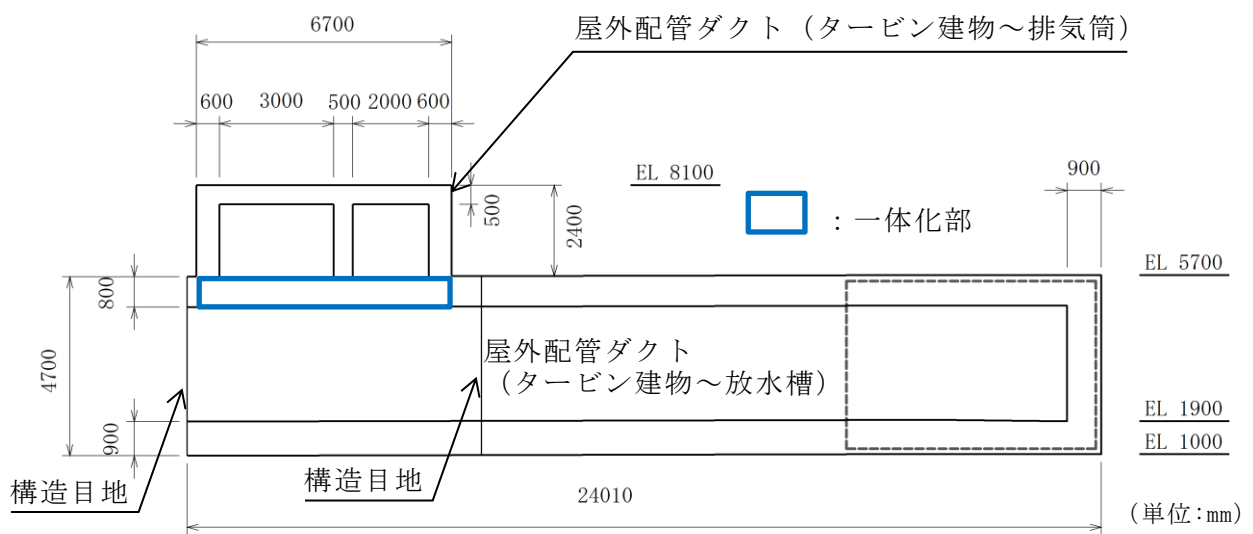 6700
屋外配管ダクト（タービン建物～排気筒）
600 3000 500 2000 600
EL 8100
900
500
2400
：一体化部
EL 5700
800
4700
屋外配管ダクト
（タービン建物～放水槽）
EL 1900
900
EL 1000
構造目地
構造目地
24010
(単位:mm)